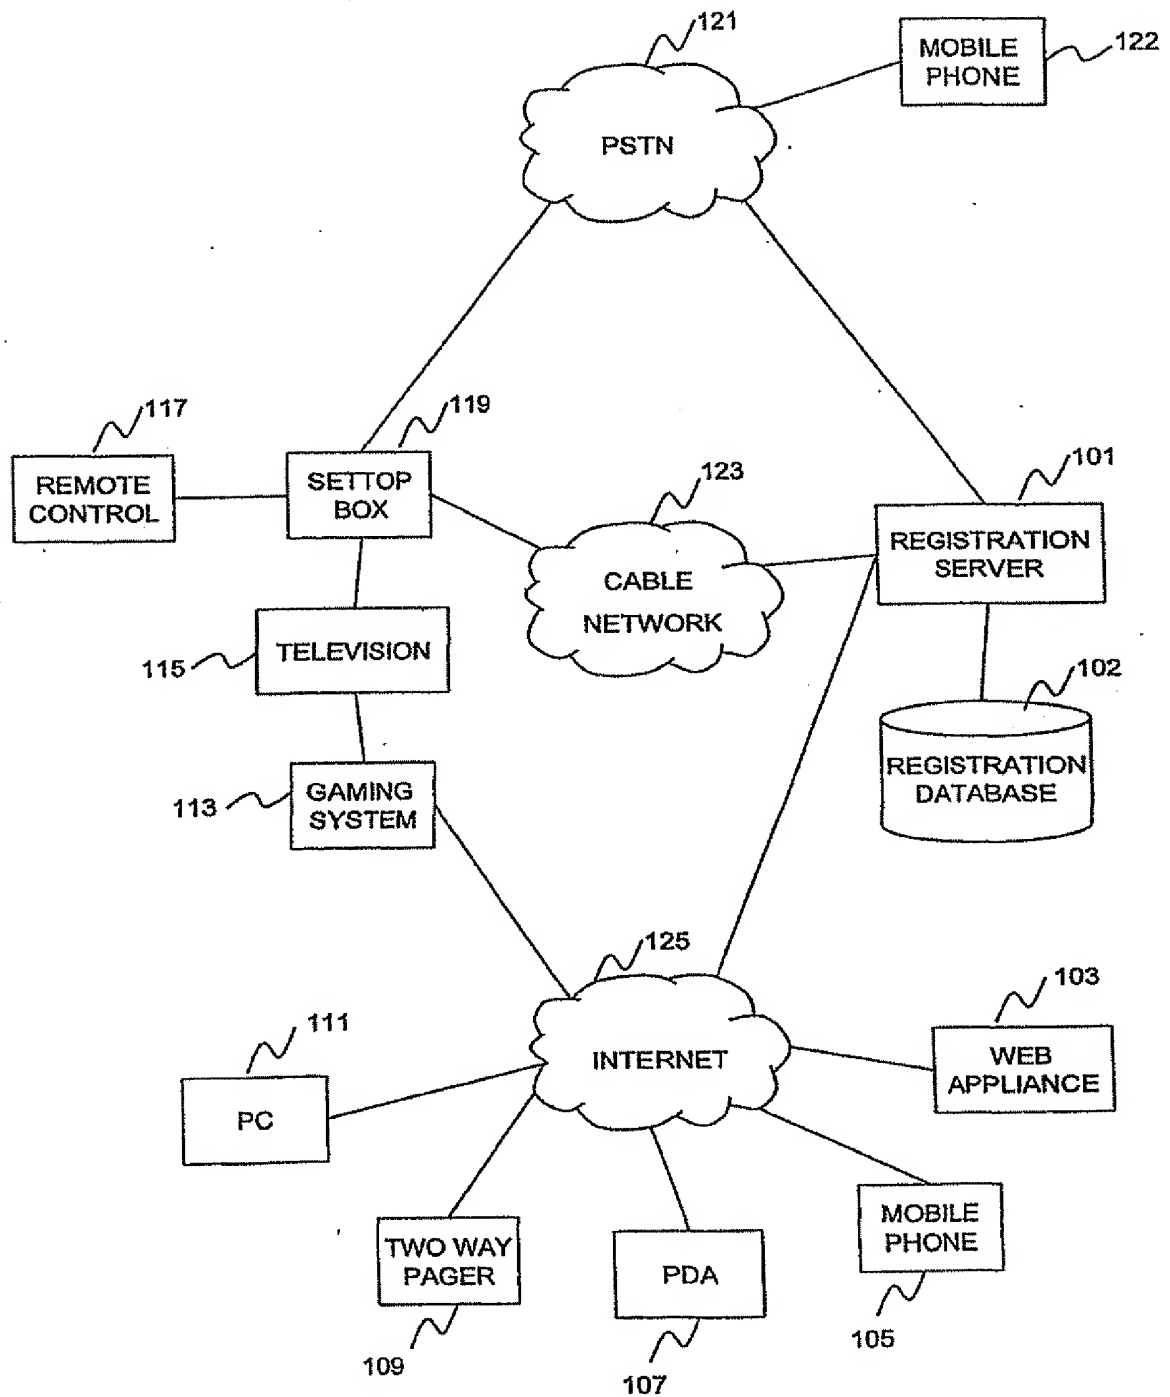 121
MOBILE
PHONE
122
PSTN
117
119
REMOTE
CONTROL
SETTOP
BOX
123
101
CABLE
NETWORK
REGISTRATION
SERVER
115
TELEVISION
102
113
GAMING
SYSTEM
REGISTRATION
DATABASE
125
103
111
INTERNET
WEB
APPLIANCE
PC
TWO WAY
PAGER
PDA
MOBILE
PHONE
109
107
105